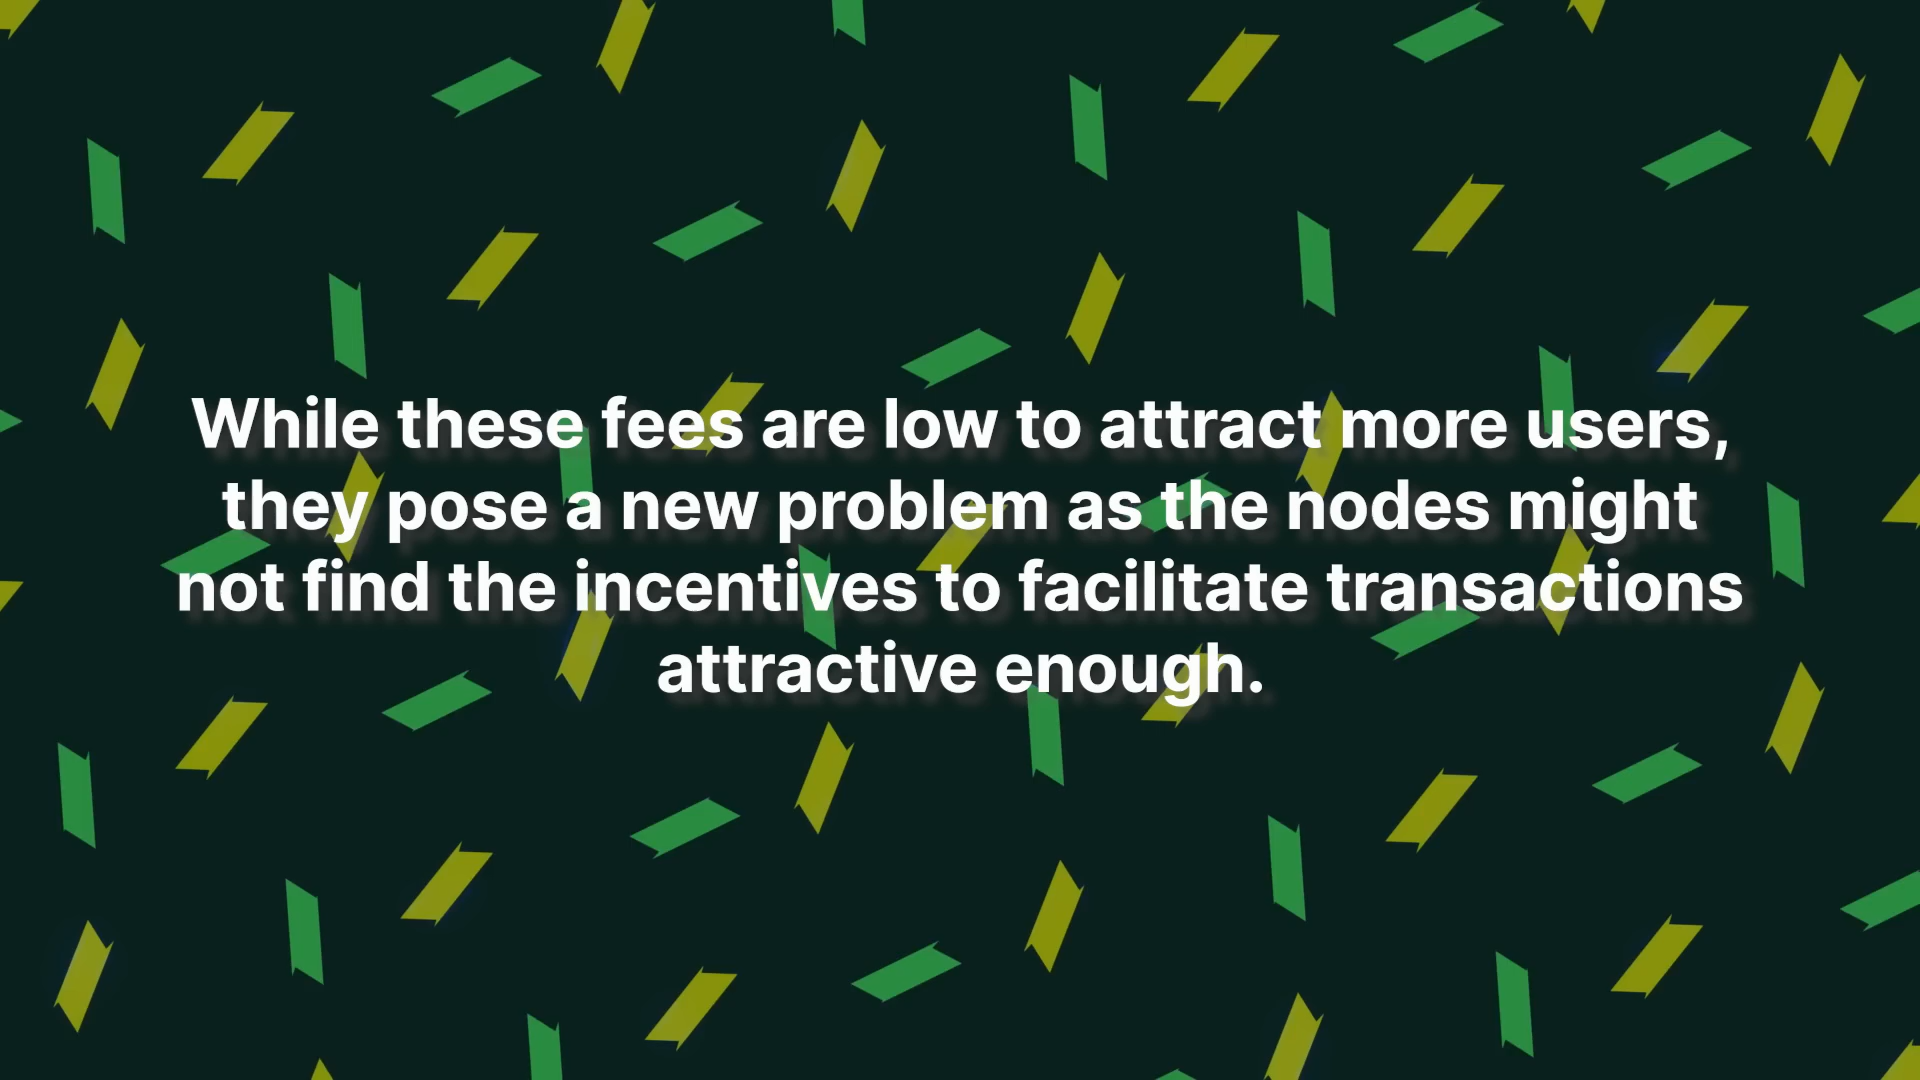 While these fees are low to attract more users,
they pose a new problem as the nodes might
not find the incentives to facilitate transactions
attractive enough.